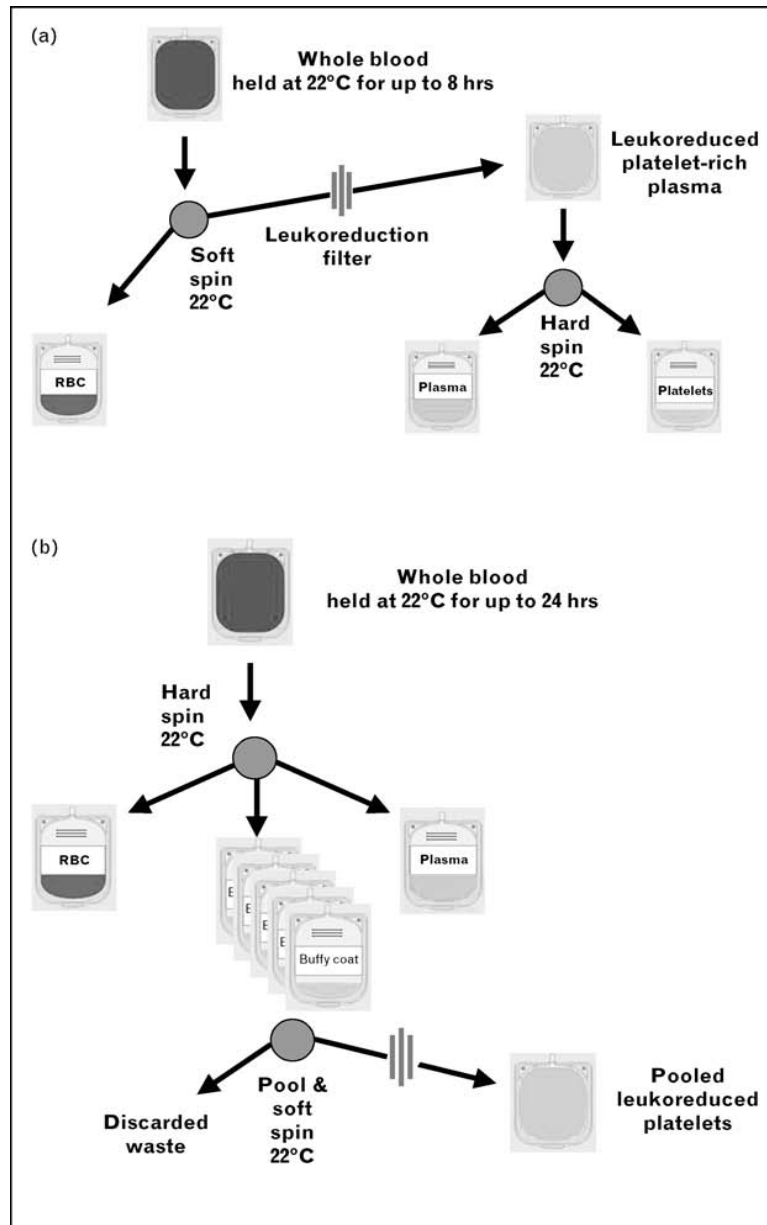 (a)
Whole blood
held at 22°C for up to 8 hrs
Leukoreduced
platelet-rich
plasma
Leukoreduction
filter
Soft
spin
22°C
Hard
spin
22°C
RBC
Plasma
Platelets
(b)
Whole blood
held at 22°C for up to 24 hrs
Hard
spin
22°C
RBC
Plasma
E
E
E
E
Buffy coat
Pool &
soft
spin
22°C
Discarded
waste
Pooled
leukoreduced
platelets